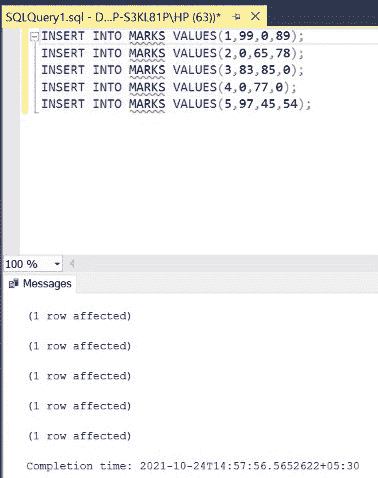 SQLQuery1.sql - D...P-S3KL81P\HP (63))*
INSERT INTO MARKS VALUES(1,99,0,89);
INSERT INTO MARKS VALUES(2,0,65,78);
INSERT INTO MARKS VALUES(3,83,85,0);
INSERT INTO MARKS VALUES(4,0,77,0);
INSERT INTO MARKS VALUES(5,97,45,54);
100 %
Messages
(1 row affected)
(1 row affected)
(1 row affected)
(1 row affected)
(1 row affected)
Completion time: 2021-10-24T14:57:56.5652622+05:30